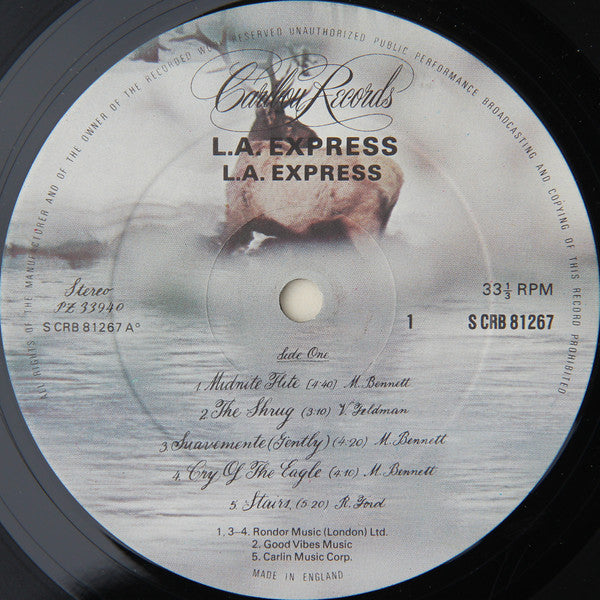 ALL RIGHTS OF THE MANUFACTURER AND OF THE OWNER OF THE RECORDED WORK RESERVED UNAUTHORIZED PUBLIC PERFORMANCE BROADCASTING AND COPYING OF THIS RECORD PROHIBITED
Caribou Records
L.A. EXPRESS
L.A. EXPRESS
Stereo
PZ 33940
S CRB 81267 A°
33 1/3 RPM
1 S CRB 81267
Side One
1. Midnite Flite (4:40) M. Bennett
2. The Shrug (3:10) V. Feldman
3. Suavemente (Gently) (4:20) M. Bennett
4. Cry Of The Eagle (4:10) M. Bennett
5. Stairs, (5:20) R. Ford
1, 3–4. Rondor Music (London) Ltd.
2. Good Vibes Music
5. Carlin Music Corp.
MADE IN ENGLAND